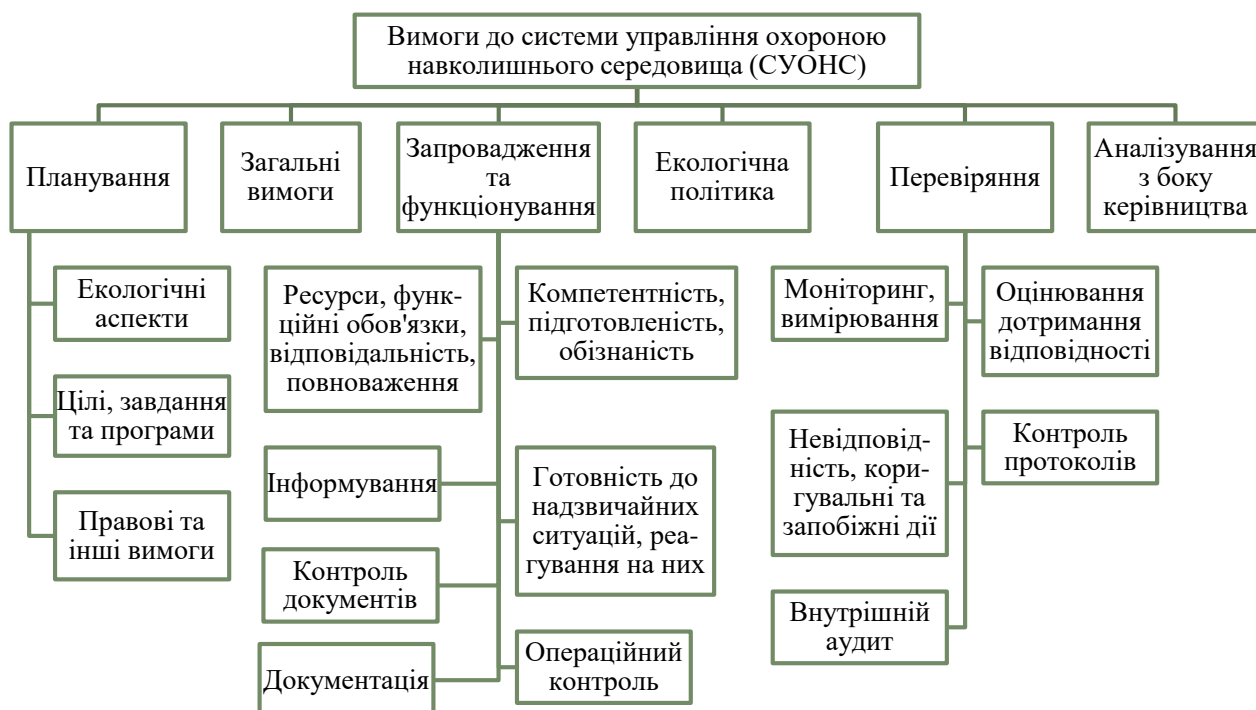 Вимоги до системи управління охороною
навколишнього середовища (СУОНС)
Планування
Загальні
вимоги
Запровадження
та
функціонування
Екологічна
політика
Перевіряння
Аналізування
з боку
керівництва
Екологічні
аспекти
Цілі, завдання
та програми
Правові та
інші вимоги
Ресурси, функ-
ційні обов'язки,
відповідальність,
повноваження
Компетентність,
підготовленість,
обізнаність
Інформування
Готовність до
надзвичайних
ситуацій, реа-
гування на них
Контроль
документів
Документація
Операційний
контроль
Моніторинг,
вимірювання
Оцінювання
дотримання
відповідності
Невідповід-
ність, кори-
гувальні та
запобіжні дії
Контроль
протоколів
Внутрішній
аудит